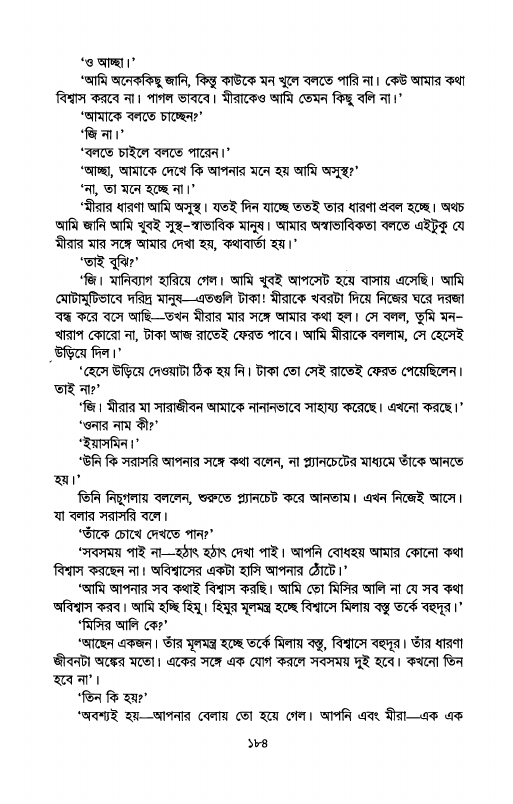 ‘ও আচ্ছা।’
‘আমি অনেককিছু জানি, কিন্তু কাউকে মন খুলে বলতে পারি না। কেউ আমার কথা
বিশ্বাস করবে না। পাগল ভাববে। মীরাকেও আমি তেমন কিছু বলি না।’
‘আমাকে বলতে চাচ্ছেন?’
‘জি না।’
‘বলতে চাইলে বলতে পারেন।’
‘আচ্ছা, আমাকে দেখে কি আপনার মনে হয় আমি অসুস্থ?’
‘না, তা মনে হচ্ছে না।’
‘মীরার ধারণা আমি অসুস্থ। যতই দিন যাচ্ছে ততই তার ধারণা প্রবল হচ্ছে। অথচ
আমি জানি আমি খুবই সুস্থ-স্বাভাবিক মানুষ। আমার অস্বাভাবিকতা বলতে এইটুকু যে
মীরার মার সঙ্গে আমার দেখা হয়, কথাবার্তা হয়।’
‘তাই বুঝি?’
‘জি। মানিব্যাগ হারিয়ে গেল। আমি খুবই আপসেট হয়ে বাসায় এসেছি। আমি
মোটামুটিভাবে দরিদ্র মানুষ—এতগুলি টাকা! মীরাকে খবরটা দিয়ে নিজের ঘরে দরজা
বন্ধ করে বসে আছি—তখন মীরার মার সঙ্গে আমার কথা হল। সে বলল, তুমি মন-
খারাপ কোরো না, টাকা আজ রাতেই ফেরত পাবে। আমি মীরাকে বললাম, সে হেসেই
উড়িয়ে দিল।’
‘হেসে উড়িয়ে দেওয়াটা ঠিক হয় নি। টাকা তো সেই রাতেই ফেরত পেয়েছিলেন।
তাই না?’
‘জি। মীরার মা সারাজীবন আমাকে নানানভাবে সাহায্য করেছে। এখনো করছে।’
‘ওনার নাম কী?’
‘ইয়াসমিন।’
‘উনি কি সরাসরি আপনার সঙ্গে কথা বলেন, না প্ল্যানচেটের মাধ্যমে তাঁকে আনতে
হয়।’
তিনি নিচুগলায় বললেন, শুরুতে প্ল্যানচেট করে আনতাম। এখন নিজেই আসে।
যা বলার সরাসরি বলে।
‘তাঁকে চোখে দেখতে পান?’
‘সবসময় পাই না—হঠাৎ হঠাৎ দেখা পাই। আপনি বোধহয় আমার কোনো কথা
বিশ্বাস করছেন না। অবিশ্বাসের একটা হাসি আপনার ঠোঁটে।’
‘আমি আপনার সব কথাই বিশ্বাস করছি। আমি তো মিসির আলি না যে সব কথা
অবিশ্বাস করব। আমি হচ্ছি হিমু। হিমুর মূলমন্ত্র হচ্ছে বিশ্বাসে মিলায় বস্তু তর্কে বহুদূর।’
‘মিসির আলি কে?’
‘আছেন একজন। তাঁর মূলমন্ত্র হচ্ছে তর্কে মিলায় বস্তু, বিশ্বাসে বহুদূর। তাঁর ধারণা
জীবনটা অঙ্কের মতো। একের সঙ্গে এক যোগ করলে সবসময় দুই হবে। কখনো তিন
হবে না’।
‘তিন কি হয়?’
‘অবশ্যই হয়—আপনার বেলায় তো হয়ে গেল। আপনি এবং মীরা—এক এক
১৮৪